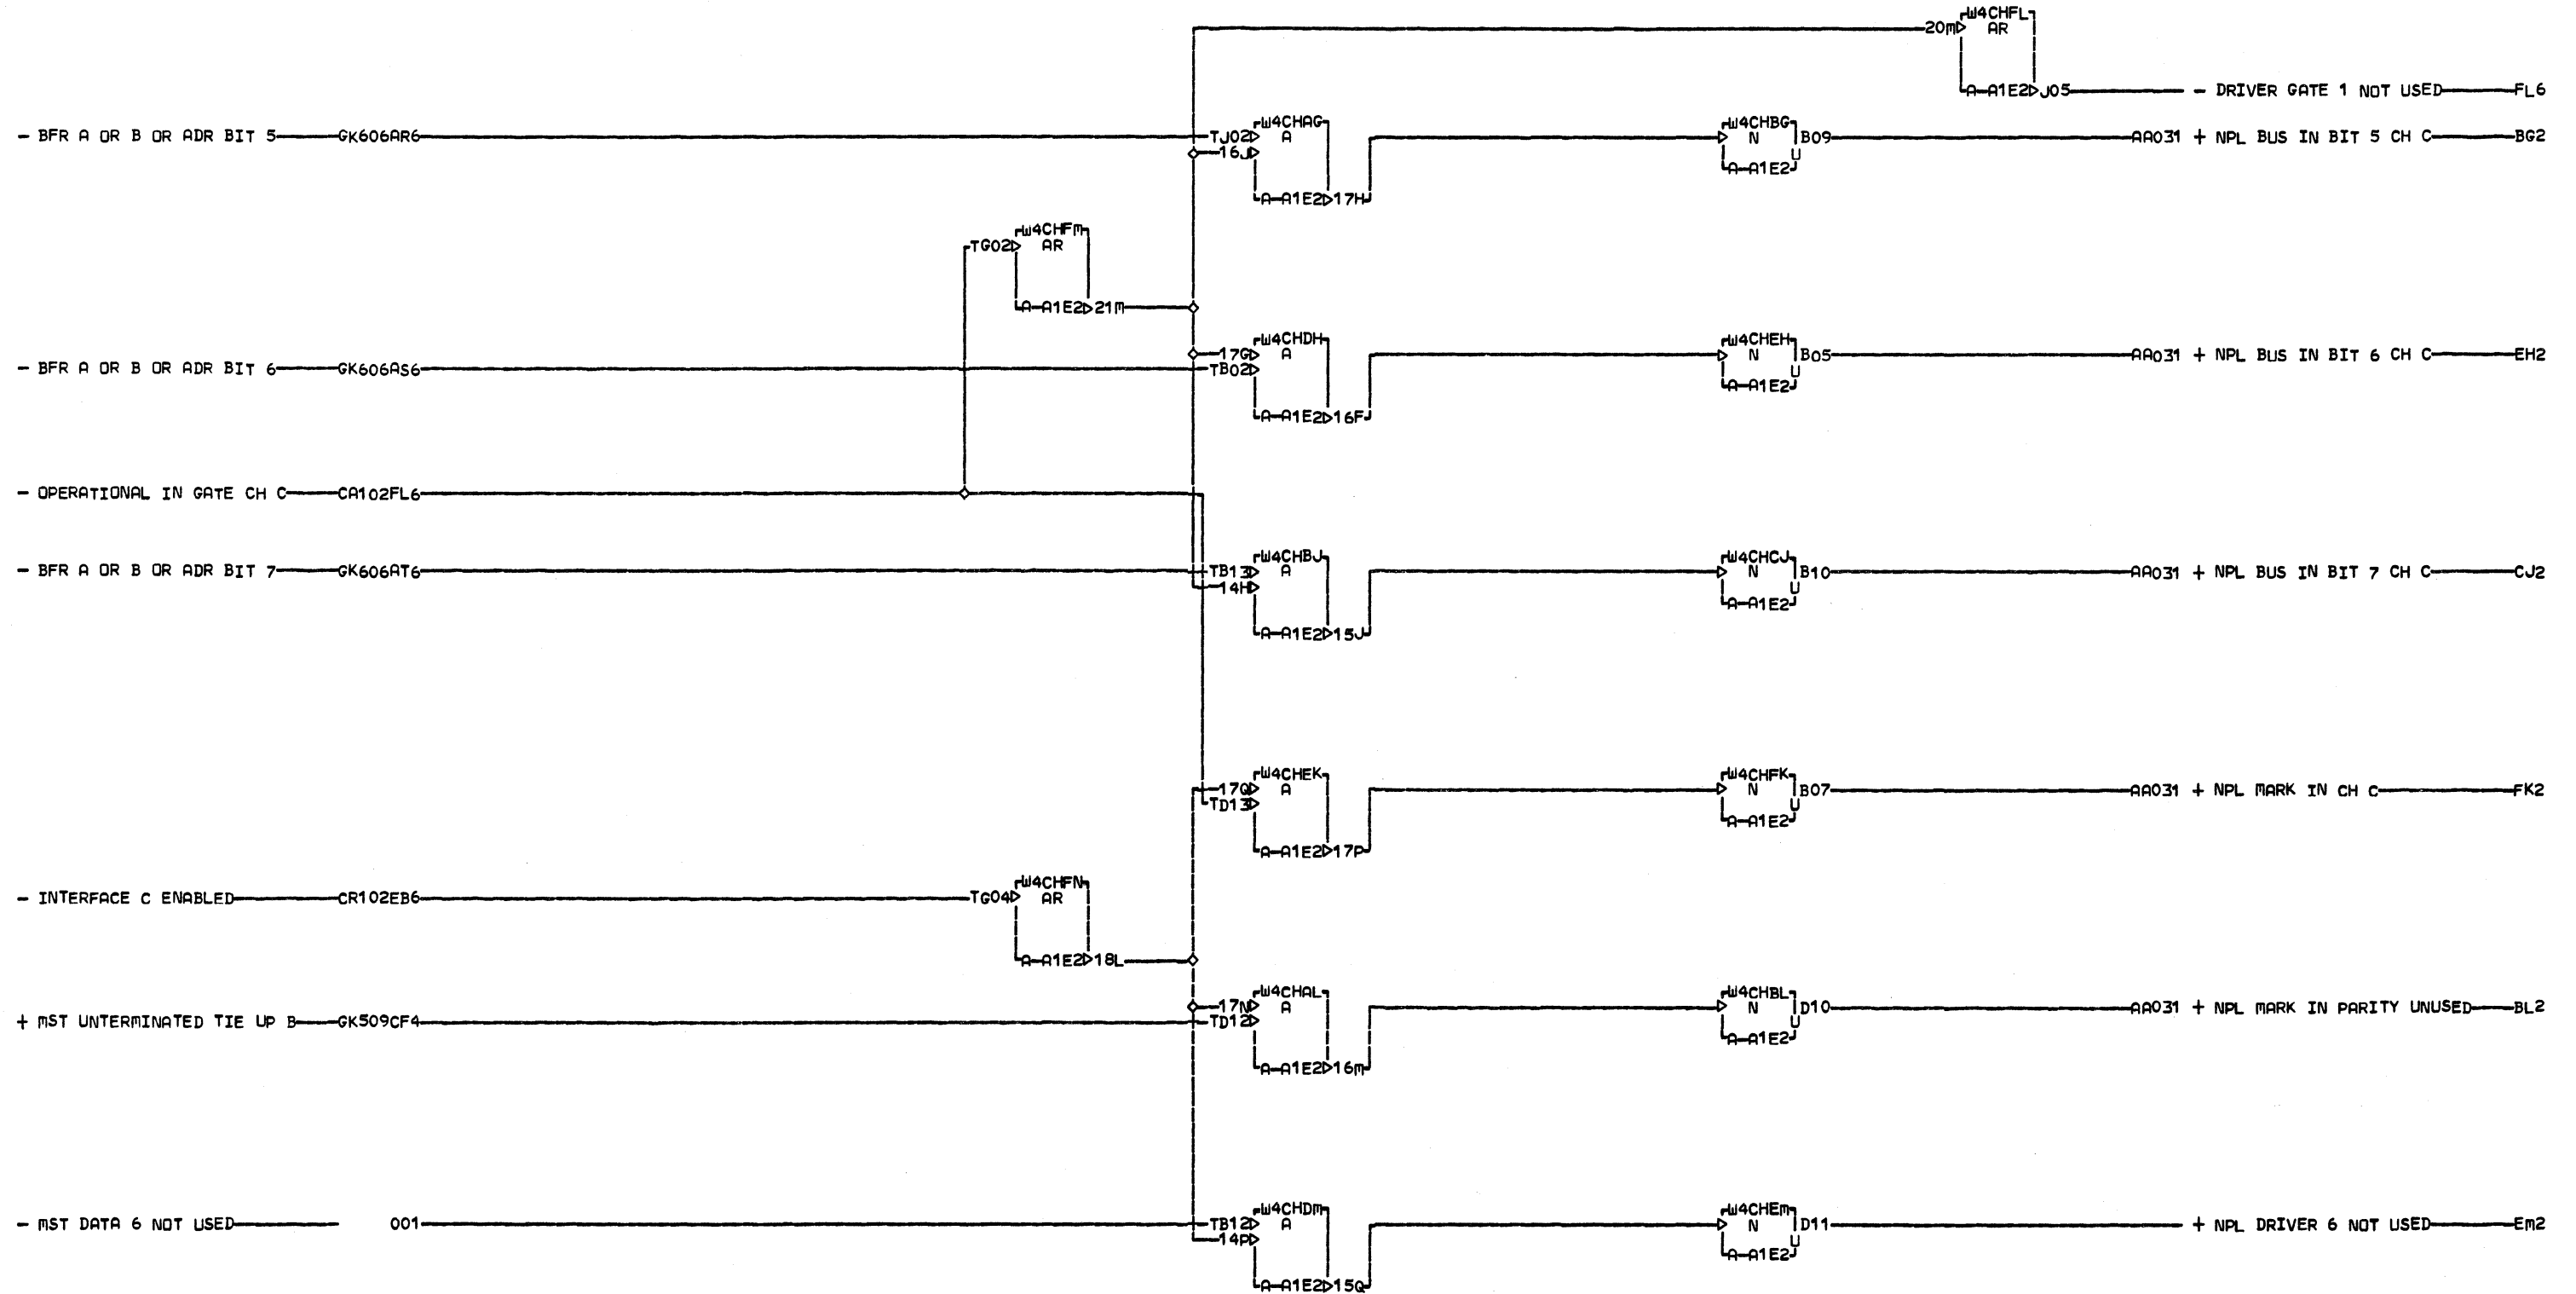 W4CHFL
20m AR
A-A1E2 J05 - DRIVER GATE 1 NOT USED FL6
W4CHAG W4CHBG
- BFR A OR B OR ADR BIT 5 GK606AR6 TJ02 A N B09 AA031 + NPL BUS IN BIT 5 CH C BG2
16J U
A-A1E2
A-A1E2 17H
W4CHFM
TG02 AR
A-A1E2 21M
W4CHDH W4CHEH
17G A N B05 AA031 + NPL BUS IN BIT 6 CH C EH2
- BFR A OR B OR ADR BIT 6 GK606AS6 TB02 U
A-A1E2
A-A1E2 16F
- OPERATIONAL IN GATE CH C CA102FL6
W4CHBJ W4CHCJ
- BFR A OR B OR ADR BIT 7 GK606AT6 TB13 A N B10 AA031 + NPL BUS IN BIT 7 CH C CJ2
14H U
A-A1E2
A-A1E2 15J
W4CHEK W4CHFK
17Q A N B07 AA031 + NPL MARK IN CH C FK2
TD13 U
A-A1E2
A-A1E2 17P
W4CHFN
- INTERFACE C ENABLED CR102EB6 TG04 AR
A-A1E2 18L
W4CHAL W4CHBL
17N A N D10 AA031 + NPL MARK IN PARITY UNUSED BL2
+ MST UNTERMINATED TIE UP B GK509CF4 TD12 U
A-A1E2
A-A1E2 16M
W4CHDM W4CHEM
- MST DATA 6 NOT USED 001 TB12 A N D11 + NPL DRIVER 6 NOT USED EM2
14P U
A-A1E2
A-A1E2 15Q